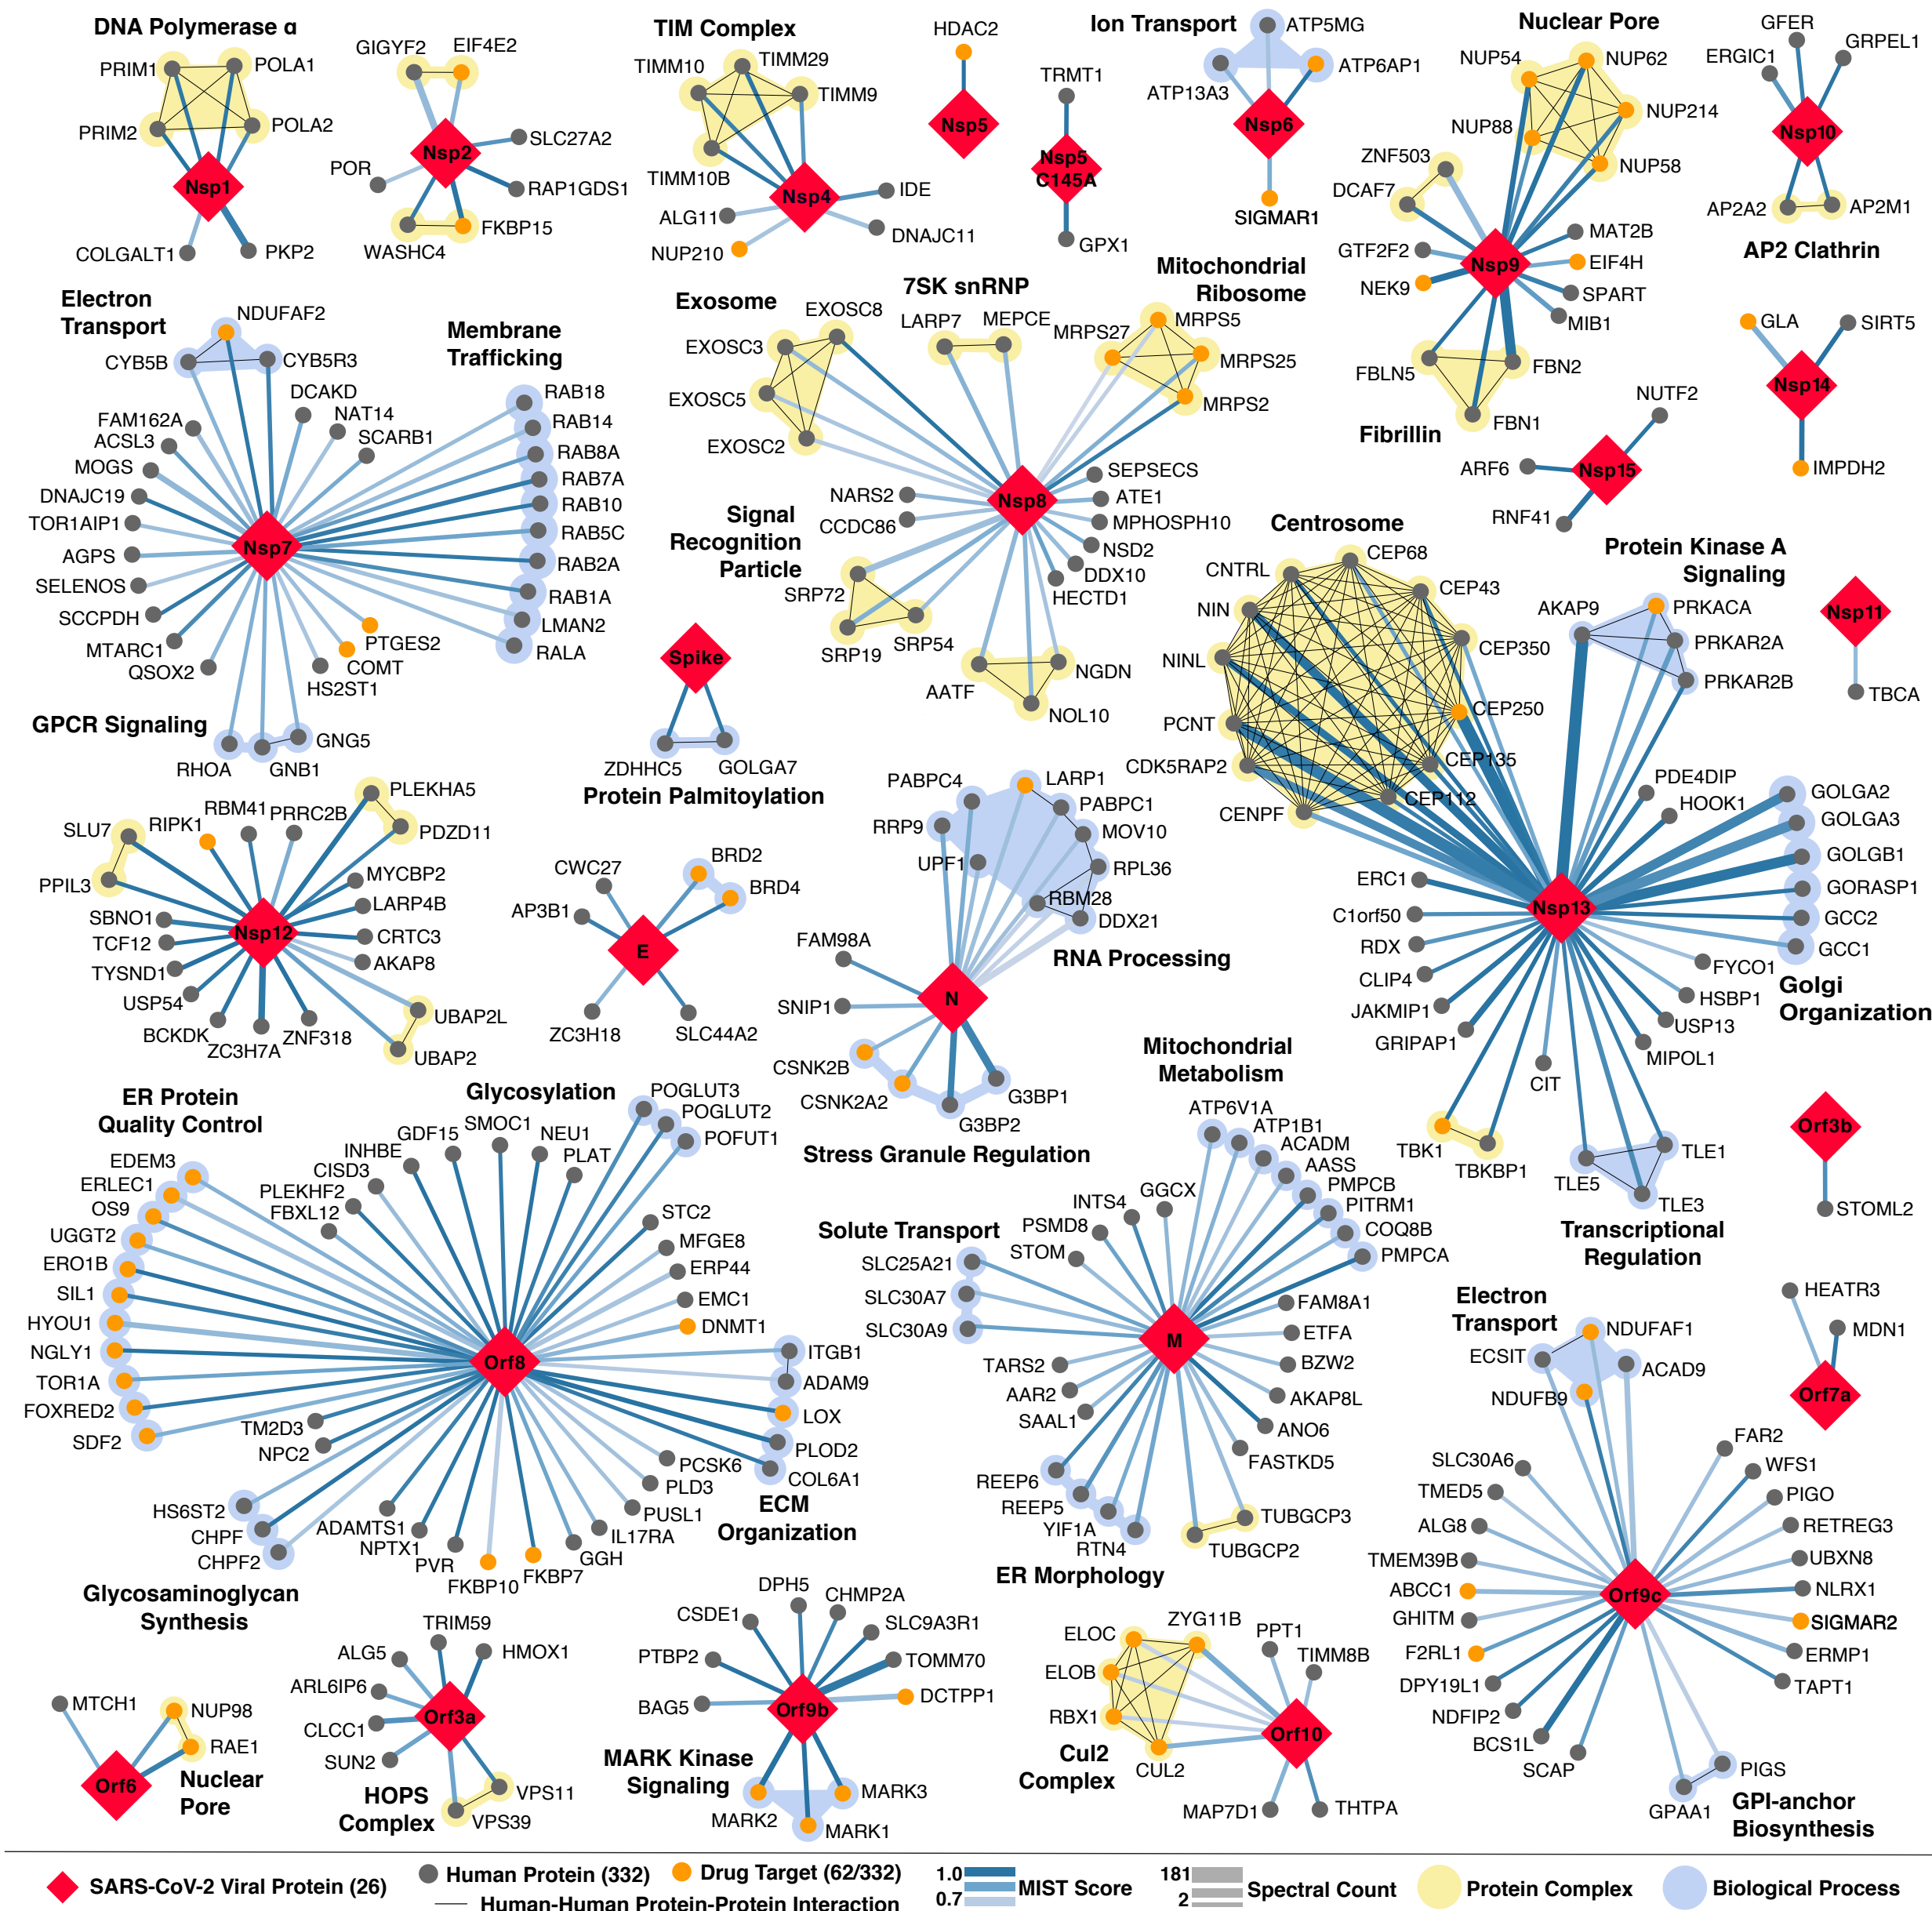 DNA Polymerase α
PRIM1
POLA1
PRIM2
POLA2
Nsp1
COLGALT1
PKP2
GIGYF2
EIF4E2
Nsp2
SLC27A2
POR
RAP1GDS1
WASHC4
FKBP15
TIM Complex
TIMM10
TIMM29
TIMM9
TIMM10B
Nsp4
IDE
ALG11
DNAJC11
NUP210
HDAC2
Nsp5
TRMT1
Nsp5
C145A
GPX1
Ion Transport
ATP5MG
ATP13A3
ATP6AP1
Nsp6
SIGMAR1
Nuclear Pore
NUP54
NUP62
NUP214
NUP88
NUP58
ZNF503
DCAF7
Nsp9
GTF2F2
NEK9
MAT2B
EIF4H
SPART
MIB1
FBLN5
FBN2
FBN1
Fibrillin
GFER
ERGIC1
GRPEL1
Nsp10
AP2A2
AP2M1
AP2 Clathrin
Electron
Transport
NDUFAF2
CYB5B
CYB5R3
DCAKD
NAT14
SCARB1
FAM162A
ACSL3
MOGS
DNAJC19
TOR1AIP1
AGPS
SELENOS
SCCPDH
MTARC1
QSOX2
Nsp7
PTGES2
COMT
HS2ST1
GPCR Signaling
RHOA
GNB1
GNG5
Membrane
Trafficking
RAB18
RAB14
RAB8A
RAB7A
RAB10
RAB5C
RAB2A
RAB1A
LMAN2
RALA
Exosome
EXOSC8
EXOSC3
EXOSC5
EXOSC2
7SK snRNP
LARP7
MEPCE
Mitochondrial
Ribosome
MRPS27
MRPS5
MRPS25
MRPS2
Nsp8
NARS2
CCDC86
SEPSECS
ATE1
MPHOSPH10
NSD2
DDX10
HECTD1
Signal
Recognition
Particle
SRP72
SRP54
SRP19
AATF
NGDN
NOL10
GLA
SIRT5
Nsp14
IMPDH2
NUTF2
ARF6
Nsp15
RNF41
Spike
ZDHHC5
GOLGA7
Protein Palmitoylation
Centrosome
CEP68
CNTRL
CEP43
NIN
CEP350
NINL
CEP250
PCNT
CEP135
CDK5RAP2
CEP112
CENPF
Protein Kinase A
Signaling
AKAP9
PRKACA
PRKAR2A
PRKAR2B
Nsp11
TBCA
PDE4DIP
HOOK1
GOLGA2
GOLGA3
GOLGB1
GORASP1
GCC2
GCC1
Golgi
Organization
Nsp13
ERC1
C1orf50
RDX
CLIP4
JAKMIP1
GRIPAP1
CIT
FYCO1
HSBP1
USP13
MIPOL1
TBK1
TBKBP1
TLE5
TLE1
TLE3
Transcriptional
Regulation
PLEKHA5
PDZD11
SLU7
PPIL3
RIPK1
RBM41
PRRC2B
MYCBP2
LARP4B
CRTC3
AKAP8
Nsp12
SBNO1
TCF12
TYSND1
USP54
BCKDK
ZC3H7A
ZNF318
UBAP2L
UBAP2
CWC27
AP3B1
BRD2
BRD4
E
ZC3H18
SLC44A2
PABPC4
LARP1
PABPC1
RRP9
MOV10
UPF1
RPL36
RBM28
DDX21
RNA Processing
FAM98A
SNIP1
N
CSNK2B
CSNK2A2
G3BP2
G3BP1
Stress Granule Regulation
Orf3b
STOML2
ER Protein
Quality Control
EDEM3
ERLEC1
OS9
UGGT2
ERO1B
SIL1
HYOU1
NGLY1
TOR1A
FOXRED2
SDF2
Glycosylation
POGLUT3
POGLUT2
POFUT1
SMOC1
GDF15
NEU1
INHBE
PLAT
CISD3
PLEKHF2
FBXL12
STC2
MFGE8
ERP44
EMC1
DNMT1
Orf8
ITGB1
ADAM9
LOX
PLOD2
COL6A1
ECM
Organization
TM2D3
NPC2
HS6ST2
CHPF
CHPF2
Glycosaminoglycan
Synthesis
ADAMTS1
NPTX1
PVR
FKBP10
FKBP7
GGH
IL17RA
PUSL1
PLD3
PCSK6
Mitochondrial
Metabolism
ATP6V1A
ATP1B1
ACADM
AASS
PMPCB
PITRM1
COQ8B
PMPCA
GGCX
INTS4
PSMD8
STOM
Solute Transport
SLC25A21
SLC30A7
SLC30A9
M
FAM8A1
ETFA
BZW2
AKAP8L
ANO6
FASTKD5
TARS2
AAR2
SAAL1
REEP6
REEP5
YIF1A
RTN4
ER Morphology
TUBGCP3
TUBGCP2
Electron
Transport
NDUFAF1
ECSIT
ACAD9
NDUFB9
HEATR3
MDN1
Orf7a
SLC30A6
TMED5
ALG8
TMEM39B
ABCC1
GHITM
F2RL1
DPY19L1
NDFIP2
BCS1L
SCAP
Orf9c
FAR2
WFS1
PIGO
RETREG3
UBXN8
NLRX1
SIGMAR2
ERMP1
TAPT1
PIGS
GPAA1
GPI-anchor
Biosynthesis
MTCH1
NUP98
RAE1
Orf6
Nuclear
Pore
TRIM59
ALG5
HMOX1
ARL6IP6
Orf3a
CLCC1
SUN2
VPS11
VPS39
HOPS
Complex
DPH5
CHMP2A
CSDE1
SLC9A3R1
PTBP2
TOMM70
BAG5
DCTPP1
Orf9b
MARK Kinase
Signaling
MARK2
MARK3
MARK1
ZYG11B
ELOC
ELOB
RBX1
CUL2
Cul2
Complex
PPT1
TIMM8B
Orf10
MAP7D1
THTPA
SARS-CoV-2 Viral Protein (26)
Human Protein (332)
Drug Target (62/332)
Human-Human Protein-Protein Interaction
1.0
0.7
MIST Score
181
2
Spectral Count
Protein Complex
Biological Process